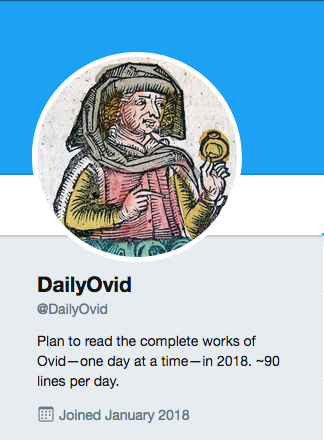 DailyOvid
@DailyOvid
Plan to read the complete works of
Ovid—one day at a time—in 2018. ~90
lines per day.
Joined January 2018